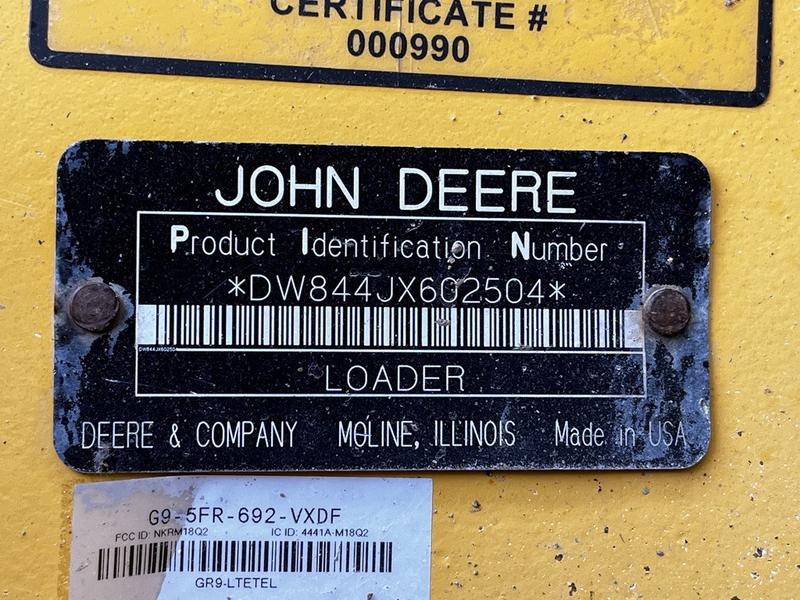 CERTIFICATE #
000990
JOHN DEERE
Product Identification Number
*DW844JX602504*
DW844JX602504
LOADER
DEERE & COMPANY MOLINE, ILLINOIS Made in USA
G9-5FR-692-VXDF
FCC ID: NKRM18Q2 IC ID: 4441A-M18Q2
GR9-LTETEL